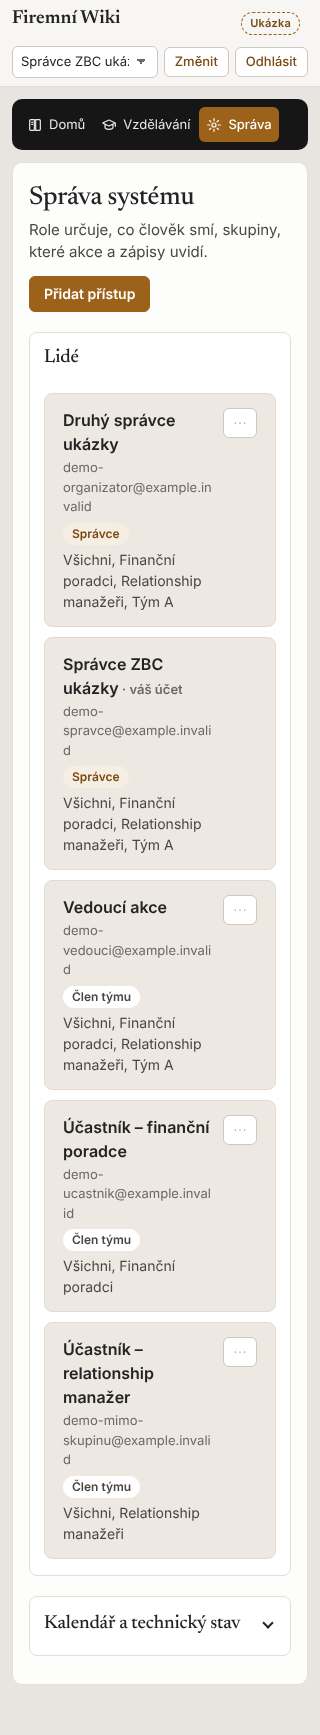 Firemní Wiki
Ukázka
Správce ZBC uká:
Změnit
Odhlásit
Domů
Vzdělávání
Správa
Správa systému
Role určuje, co člověk smí, skupiny,
které akce a zápisy uvidí.
Přidat přístup
Lidé
Druhý správce
ukázky
demo-
organizator@example.in
valid
Správce
Všichni, Finanční
poradci, Relationship
manažeři, Tým A
Správce ZBC
ukázky · váš účet
demo-
spravce@example.invali
d
Správce
Všichni, Finanční
poradci, Relationship
manažeři, Tým A
Vedoucí akce
demo-
vedouci@example.invali
d
Člen týmu
Všichni, Finanční
poradci, Relationship
manažeři, Tým A
Účastník – finanční
poradce
demo-
ucastnik@example.inval
id
Člen týmu
Všichni, Finanční
poradci
Účastník –
relationship
manažer
demo-mimo-
skupinu@example.invali
d
Člen týmu
Všichni, Relationship
manažeři
Kalendář a technický stav